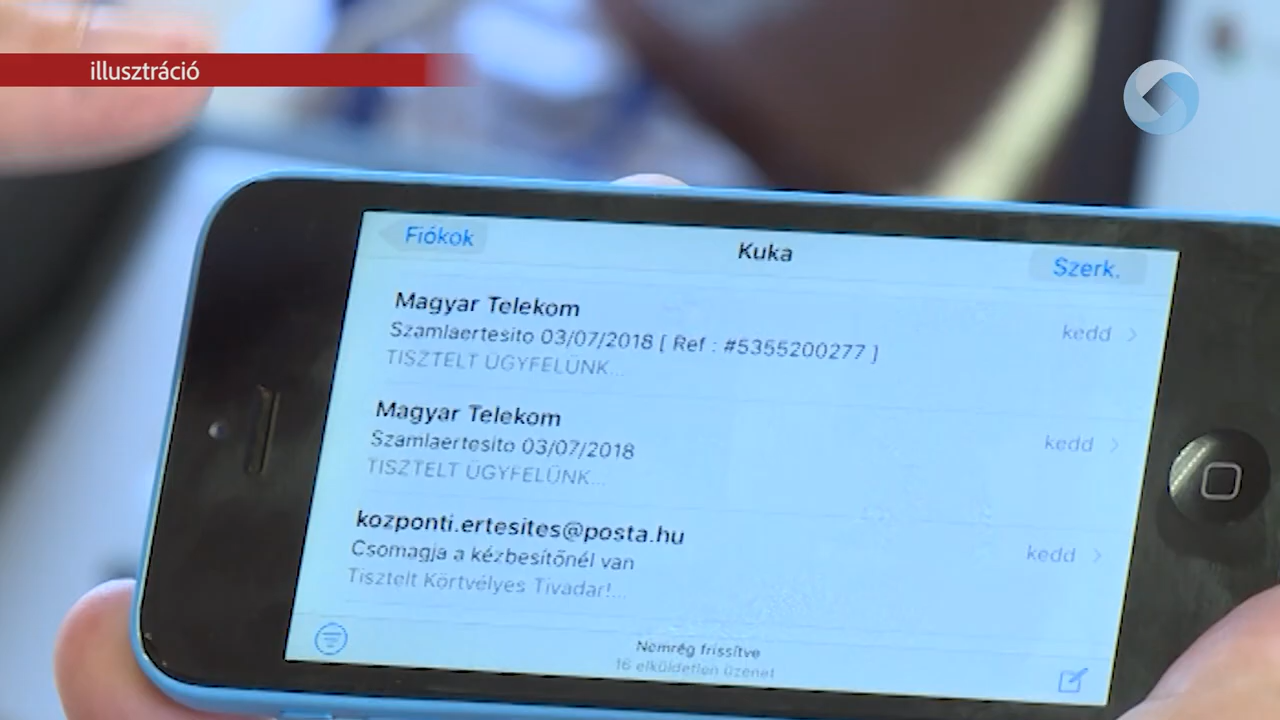 illusztráció
Fiókok
Kuka
Szerk.
Magyar Telekom
kedd
Szamlaertesito 03/07/2018 [ Ref : #5355200277 ]
TISZTELT ÜGYFELÜNK...
Magyar Telekom
kedd
Szamlaertesito 03/07/2018
TISZTELT ÜGYFELÜNK...
kozponti.ertesites@posta.hu
kedd
Csomagja a kézbesítőnél van
Tisztelt Körtvélyes Tivadar!...
Nemrég frissítve
16 elküldetlen üzenet